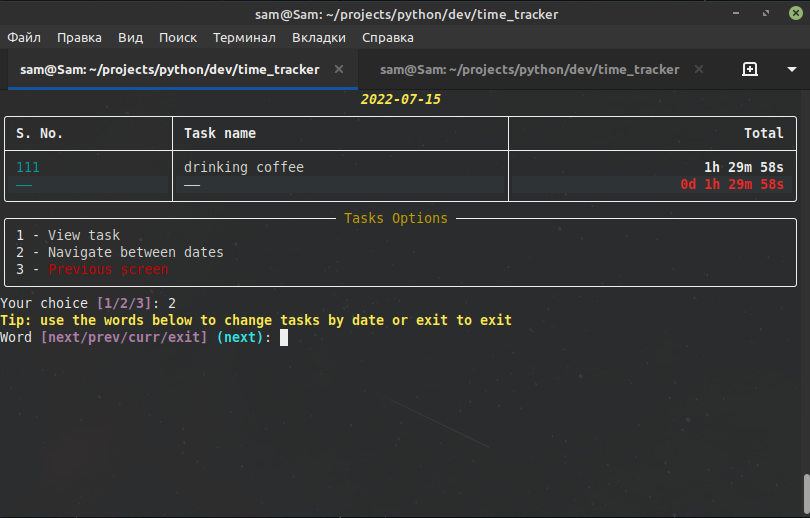 sam@Sam: ~/projects/python/dev/time_tracker
Файл Правка Вид Поиск Терминал Вкладки Справка
sam@Sam: ~/projects/python/dev/time_tracker × sam@Sam: ~/projects/python/dev/time_tracker ×
2022-07-15
S. No. Task name Total
111 drinking coffee 1h 29m 58s
—— —— 0d 1h 29m 58s
Tasks Options
1 - View task
2 - Navigate between dates
3 - Previous screen
Your choice [1/2/3]: 2
Tip: use the words below to change tasks by date or exit to exit
Word [next/prev/curr/exit] (next):